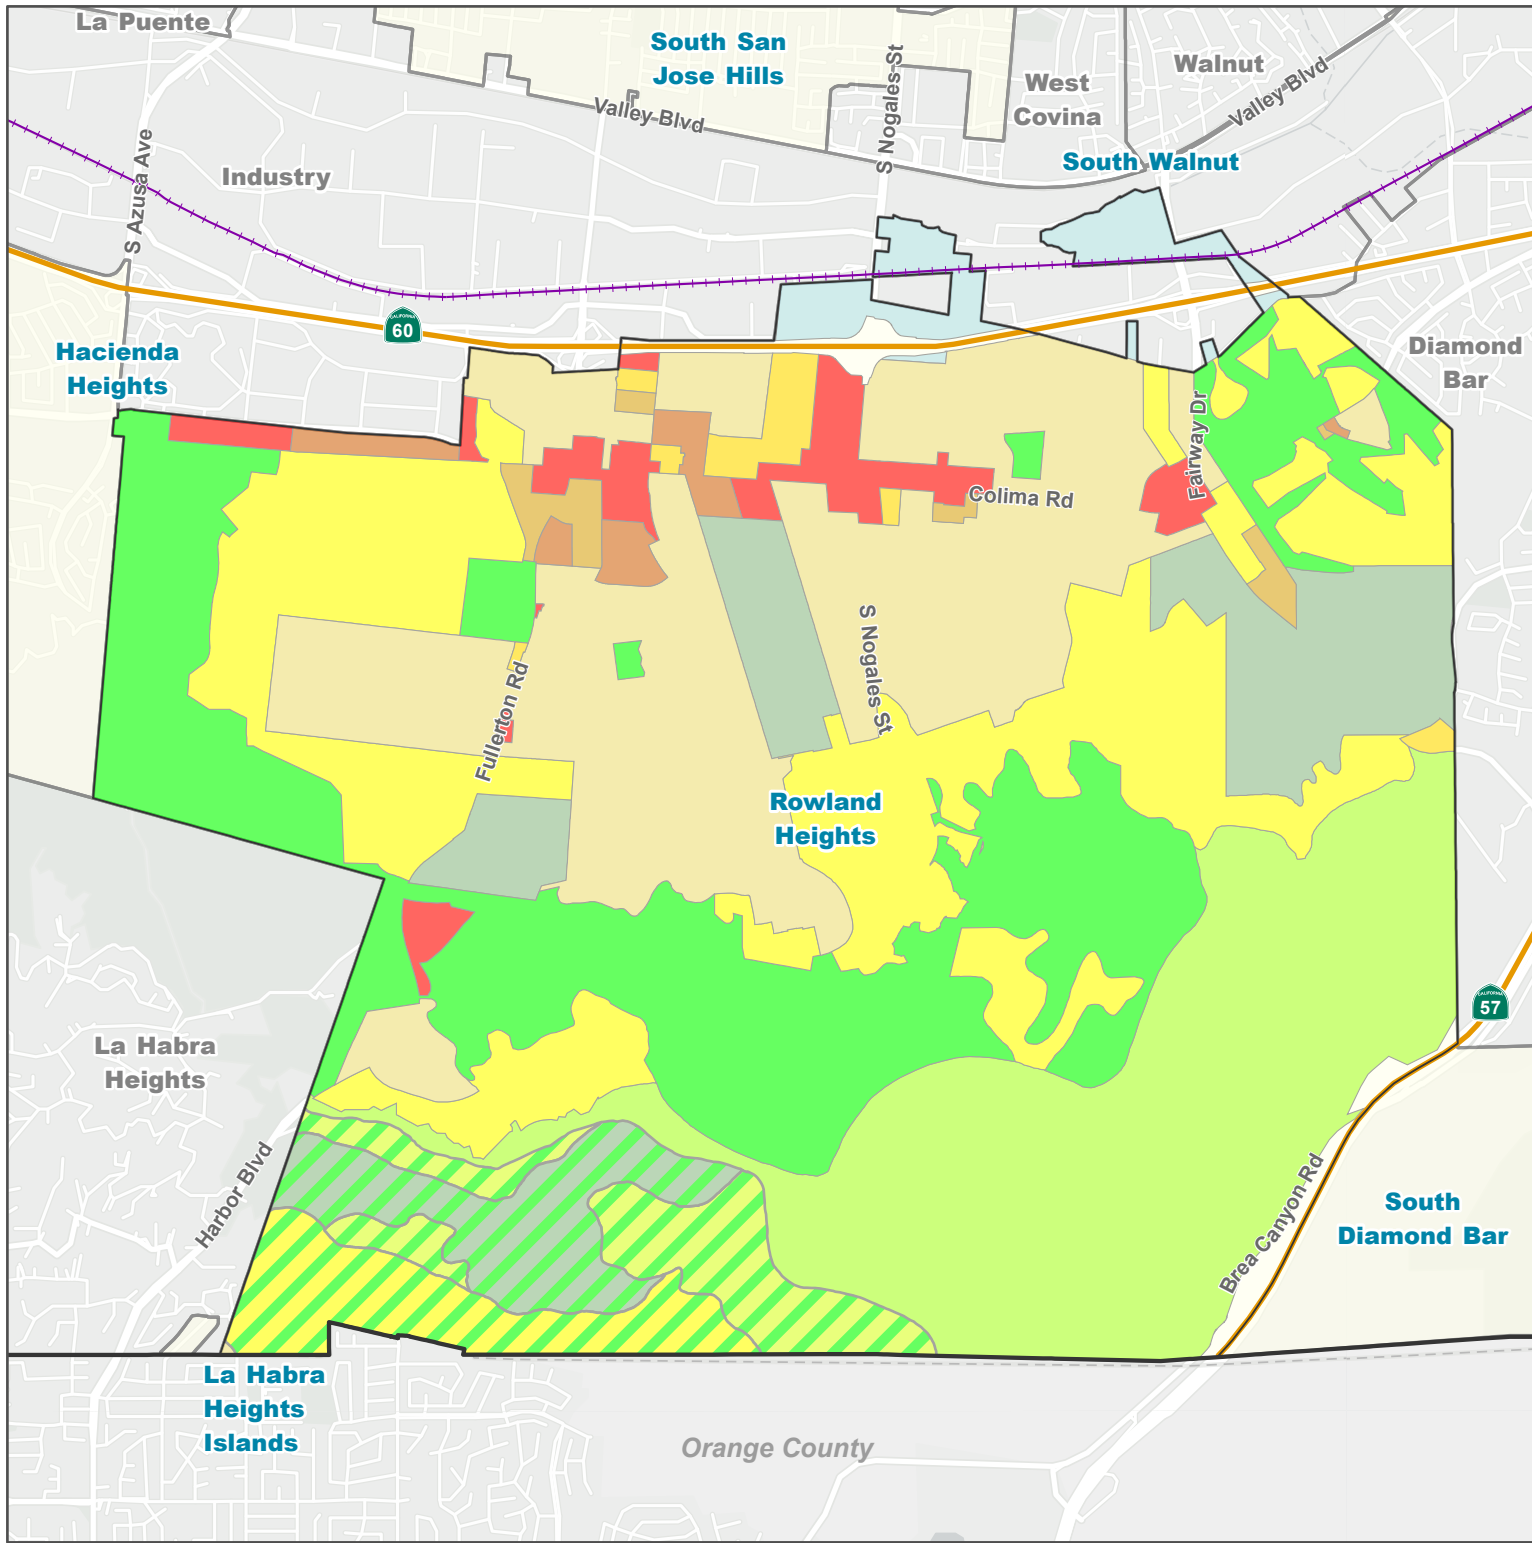 La Puente
South San
Jose Hills
S Nogales St
Walnut
Valley Blvd
West
Covina
Valley Blvd
South Walnut
S Azusa Ave
Industry
CALIFORNIA
60
Hacienda
Heights
Diamond
Bar
Fairway Dr
Colima Rd
S Nogales St
Fullerton Rd
Rowland
Heights
CALIFORNIA
57
La Habra
Heights
Harbor Blvd
Brea Canyon Rd
South
Diamond Bar
La Habra
Heights
Islands
Orange County